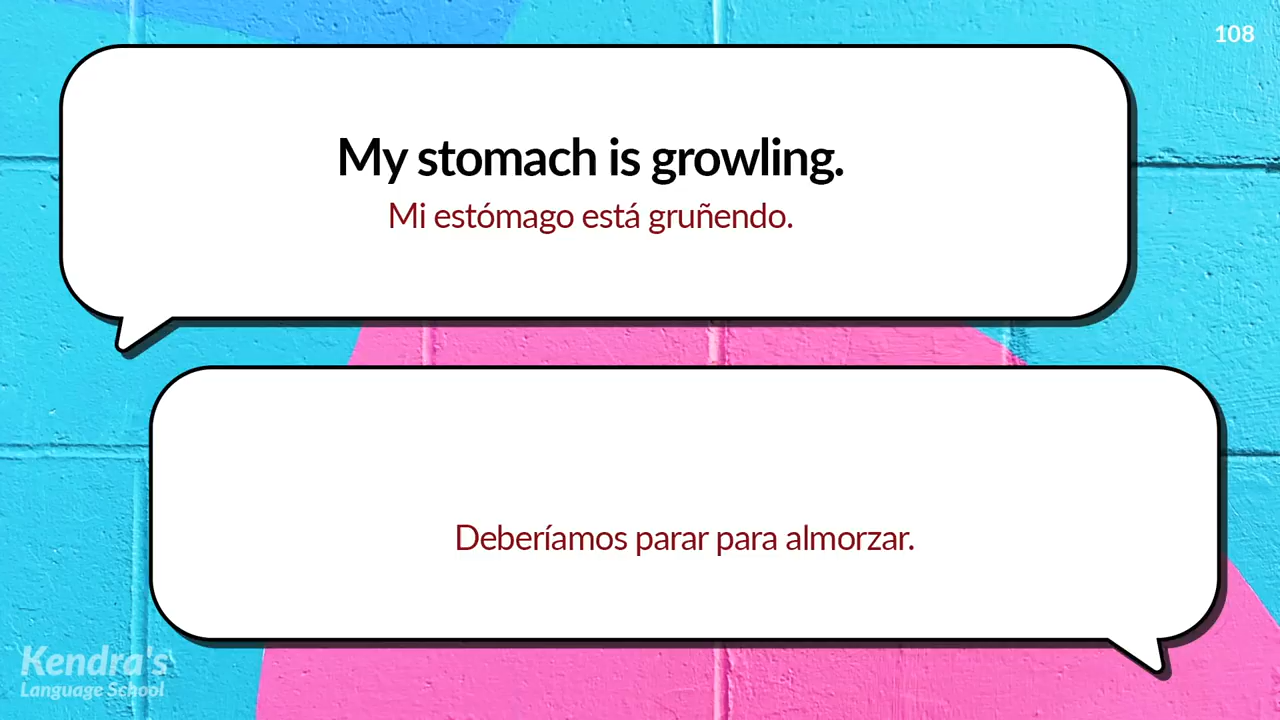 108
My stomach is growling.
Mi estómago está gruñendo.
Deberíamos parar para almorzar.
Kendra's
Language School